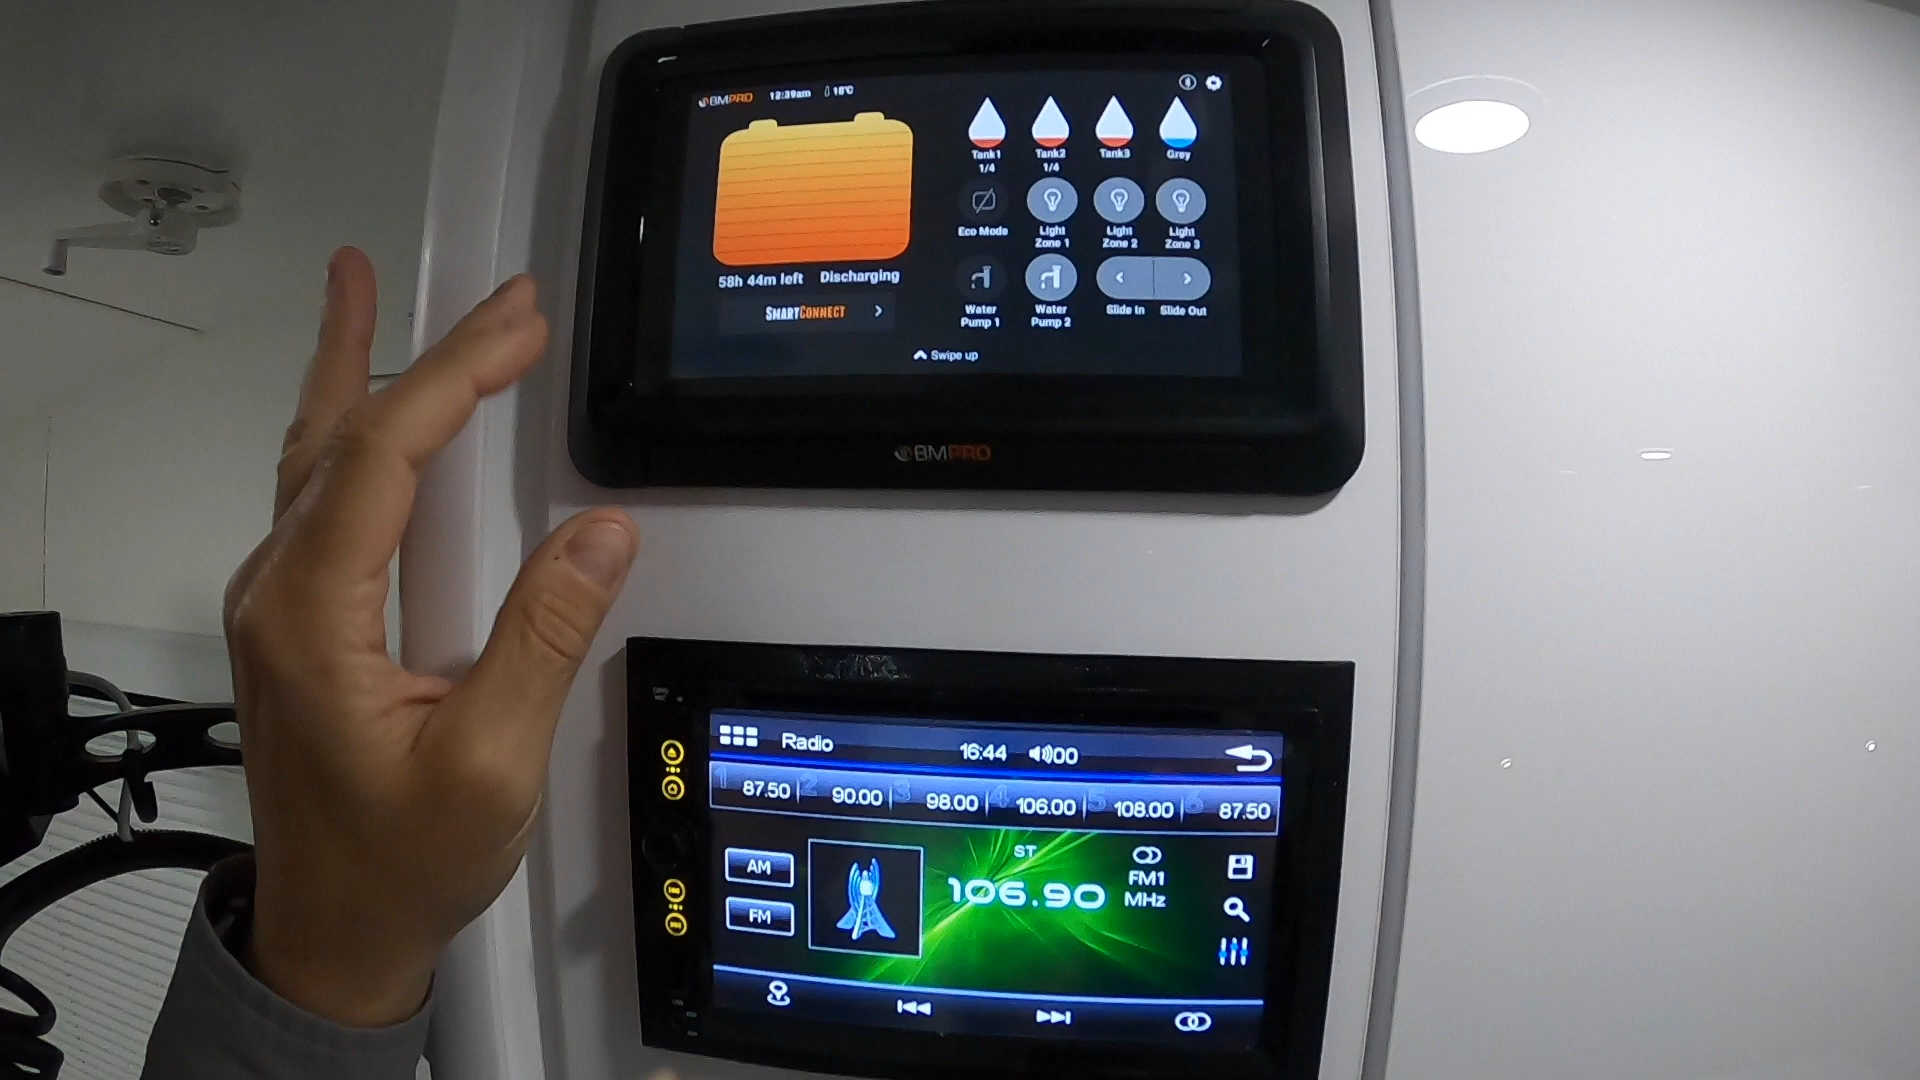 BMPRO 12:39am 18°C
Tank1 Tank2 Tank3 Grey
1/4 1/4
Eco Mode Light Zone 1 Light Zone 2 Light Zone 3
58h 44m left Discharging
SMARTCONNECT >
Water Pump 1 Water Pump 2 < > Slide In Slide Out
Swipe up
BMPRO
Radio 16:44 00
1 87.50 2 90.00 3 98.00 4 106.00 5 108.00 6 87.50
ST
AM 106.90 FM1
FM MHz